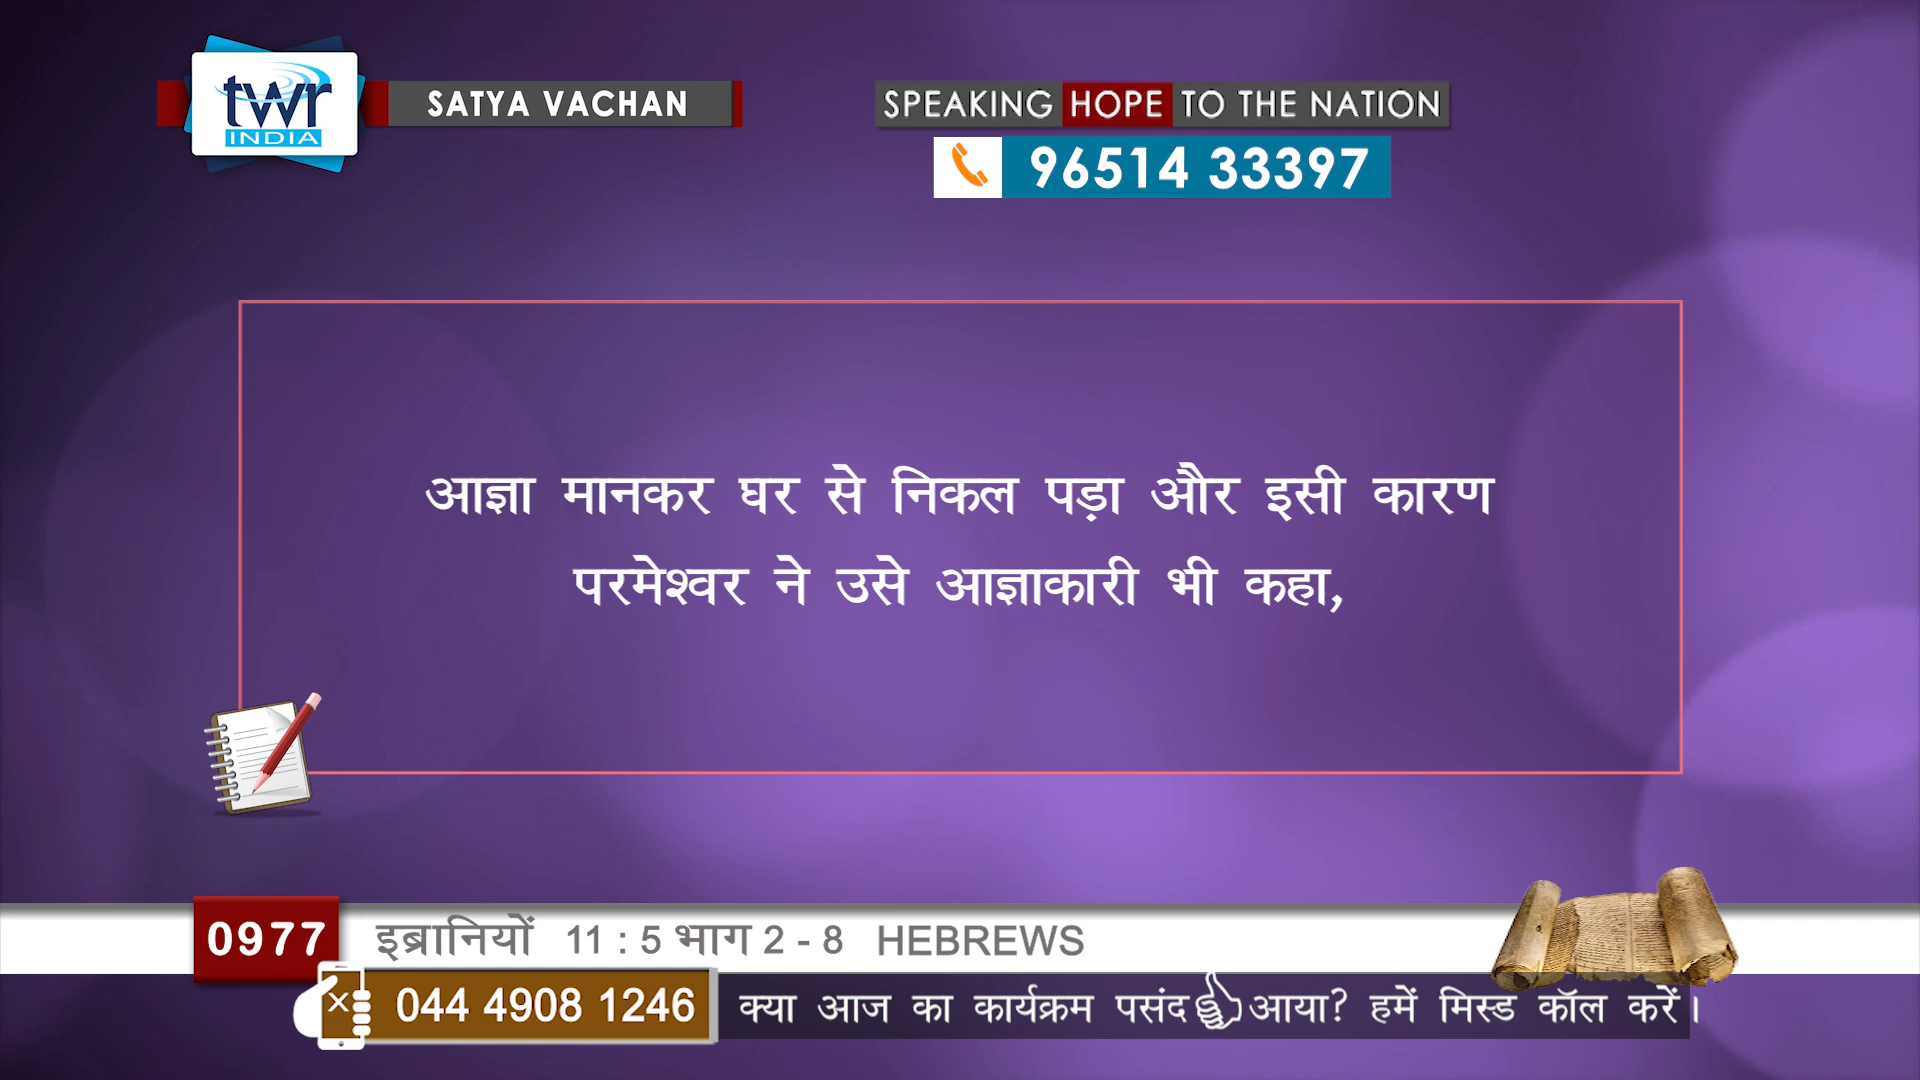 twr
INDIA
SATYA VACHAN
SPEAKING HOPE TO THE NATION
96514 33397
आज्ञा मानकर घर से निकल पड़ा और इसी कारण
परमेश्वर ने उसे आज्ञाकारी भी कहा,
0977
इब्रानियों 11 : 5 भाग 2 - 8 HEBREWS
044 4908 1246
क्या आज का कार्यक्रम पसंद आया? हमें मिस्ड कॉल करें।